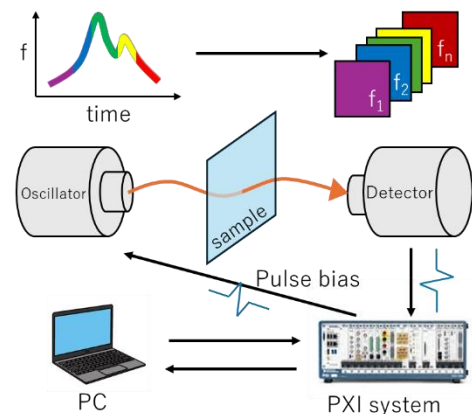 f
time
f1
f2
fn
Oscillator
sample
Detector
Pulse bias
PC
PXI system